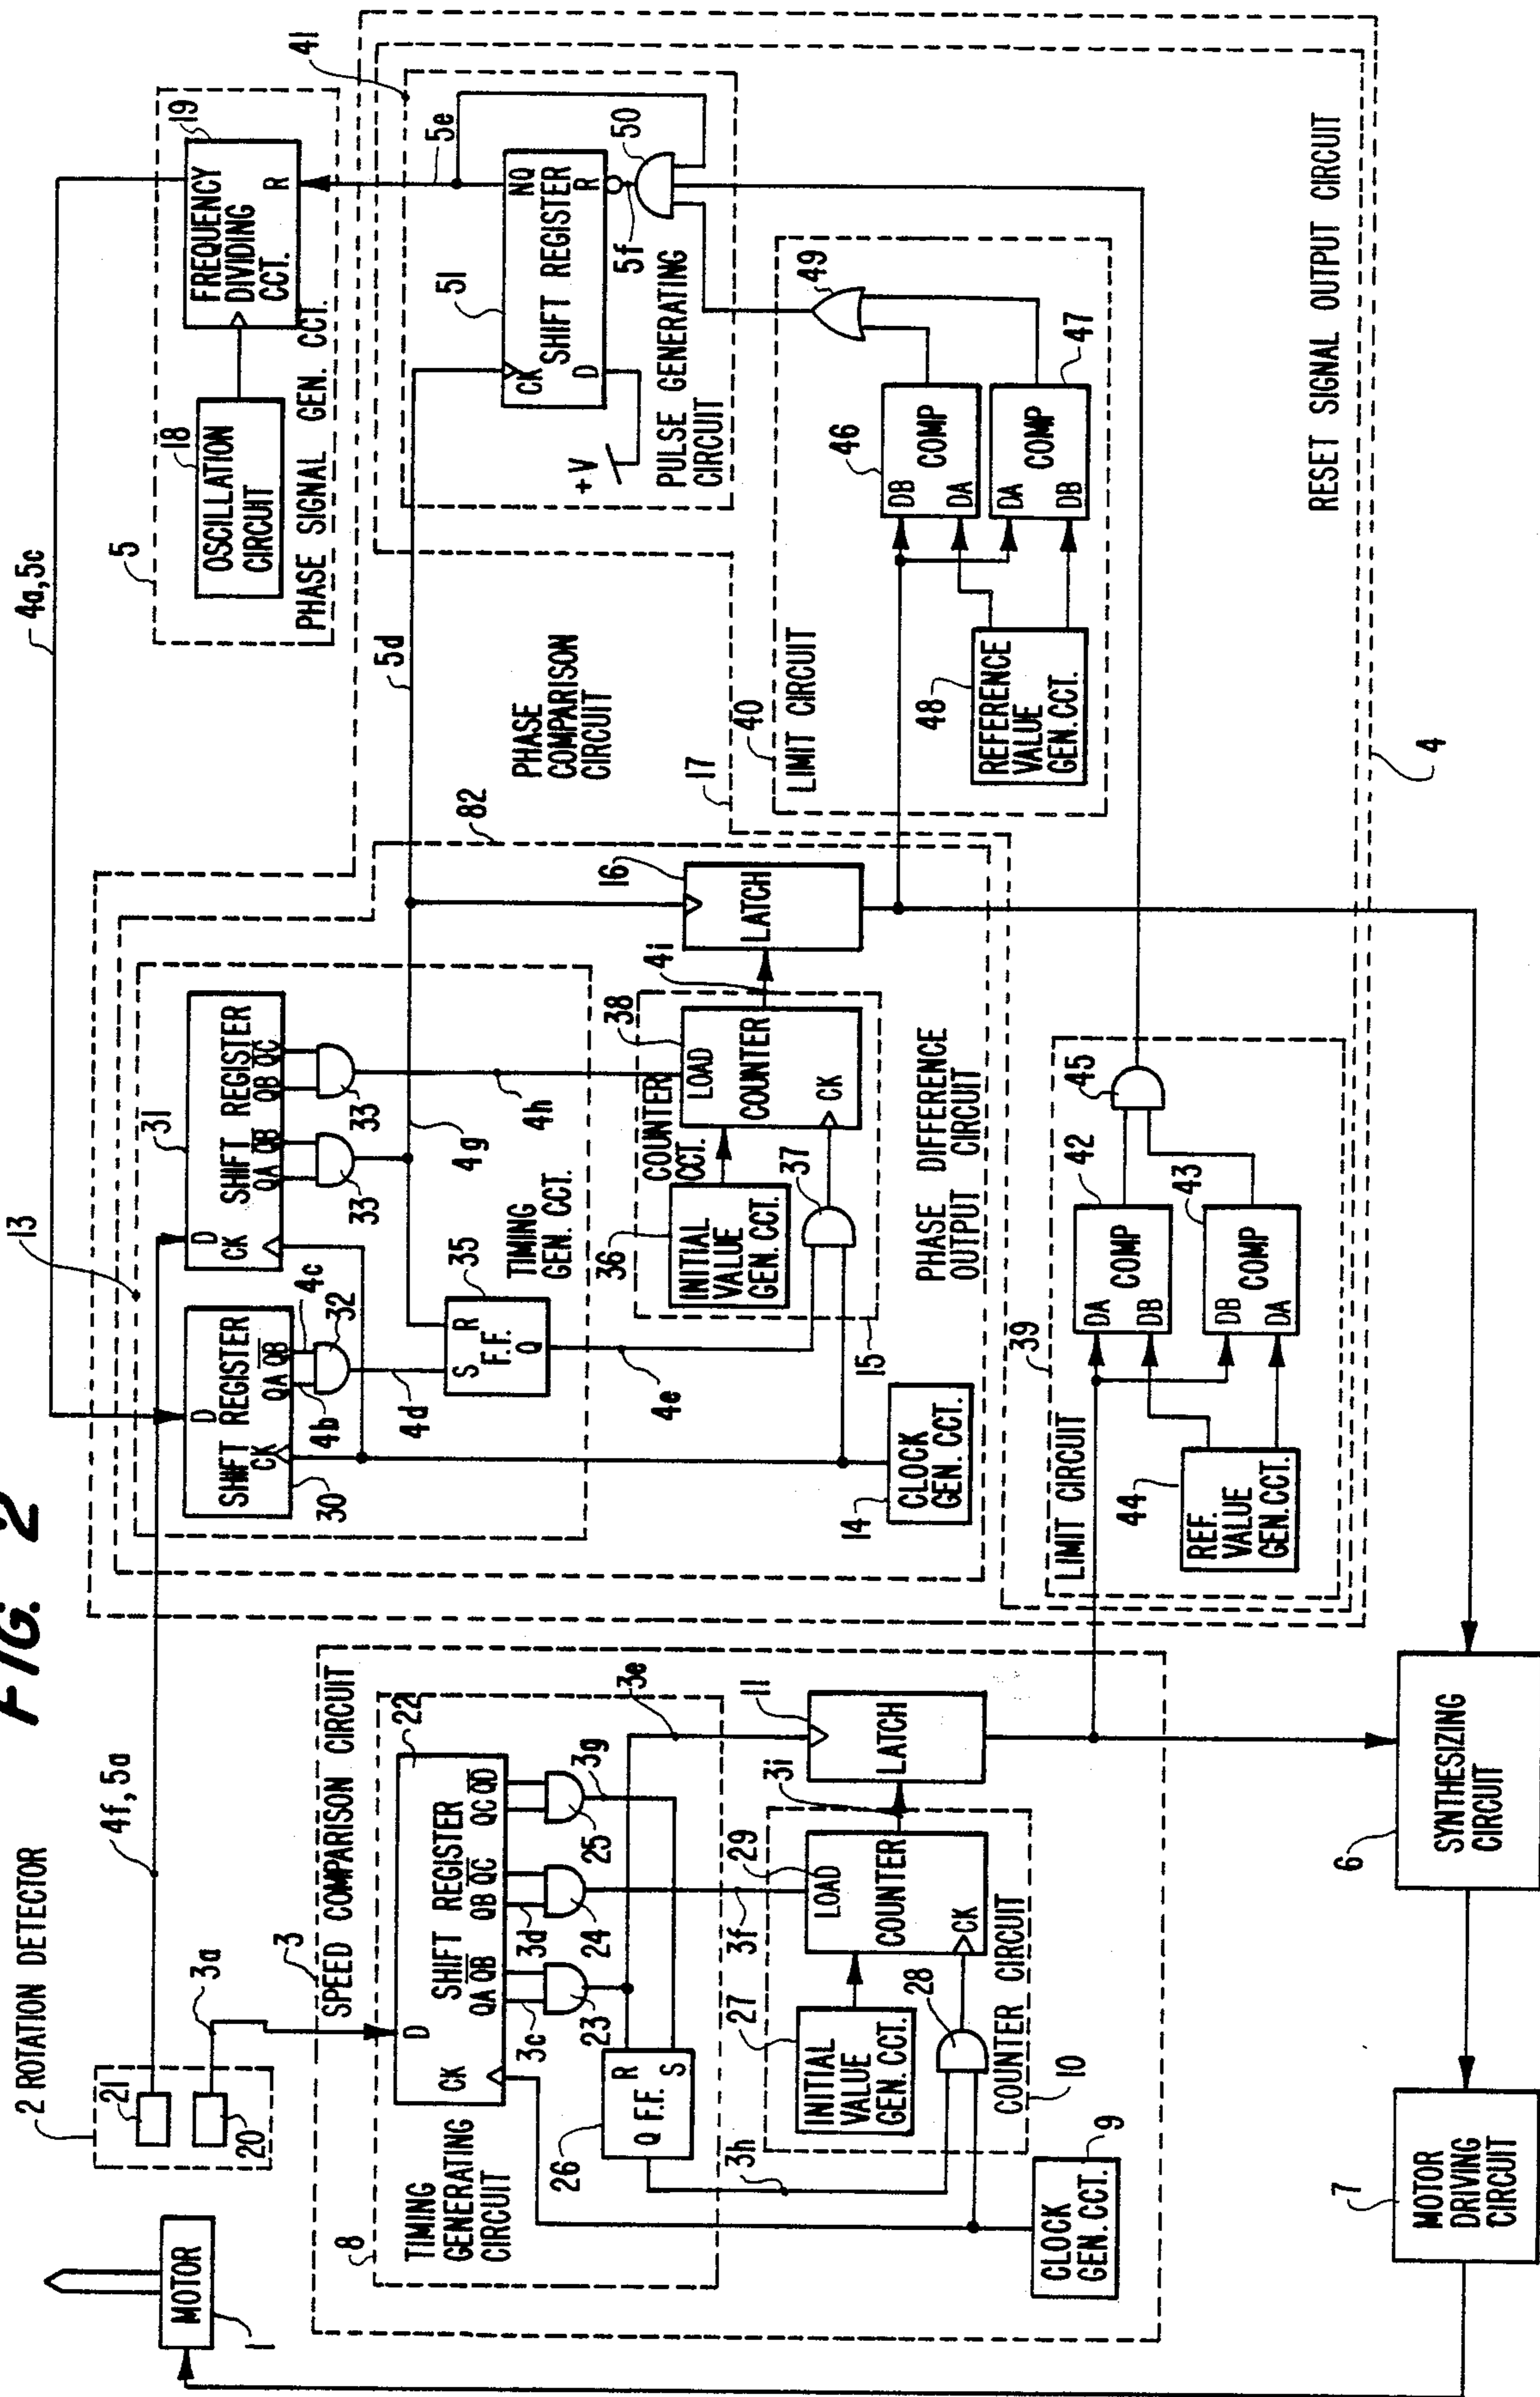 FIG. 2
2 ROTATION DETECTOR
21
20
4f, 5a
3a
MOTOR
1
3
SPEED COMPARISON CIRCUIT
8
TIMING
GENERATING
CIRCUIT
22
SHIFT REGISTER
D
CK
QA
QB
QB
QC
QC
QD
3c
3d
23
24
25
3g
3e
26
R
Q F.F.
S
3h
3f
27
INITIAL
VALUE
GEN. CCT.
29
LOAD
COUNTER
CK
28
COUNTER CIRCUIT
10
3i
11
LATCH
9
CLOCK
GEN. CCT.
6
SYNTHESIZING
CIRCUIT
7
MOTOR
DRIVING
CIRCUIT
13
4a, 5c
SHIFT REGISTER
D
CK
QA
QB
30
4b
4c
32
4d
31
SHIFT REGISTER
D
CK
QA
QB
QB
QC
33
33
4g
4h
35
S
R
F.F.
Q
TIMING
GEN. CCT.
4e
36
INITIAL
VALUE
GEN. CCT.
COUNTER
CCT.
38
LOAD
COUNTER
CK
37
15
4i
14
CLOCK
GEN. CCT.
16
LATCH
PHASE DIFFERENCE
OUTPUT CIRCUIT
82
17
PHASE
COMPARISON
CIRCUIT
5d
5
18
OSCILLATION
CIRCUIT
19
FREQUENCY
DIVIDING
CCT.
R
PHASE SIGNAL GEN. CCT.
41
5e
51
CK
NQ
SHIFT REGISTER
D
R
+V
5f
50
PULSE GENERATING
CIRCUIT
40
LIMIT CIRCUIT
46
DB
COMP
DA
47
DA
COMP
DB
48
REFERENCE
VALUE
GEN. CCT.
49
39
LIMIT CIRCUIT
42
DA
COMP
DB
43
DB
COMP
DA
44
REF.
VALUE
GEN. CCT.
45
RESET SIGNAL OUTPUT CIRCUIT
4